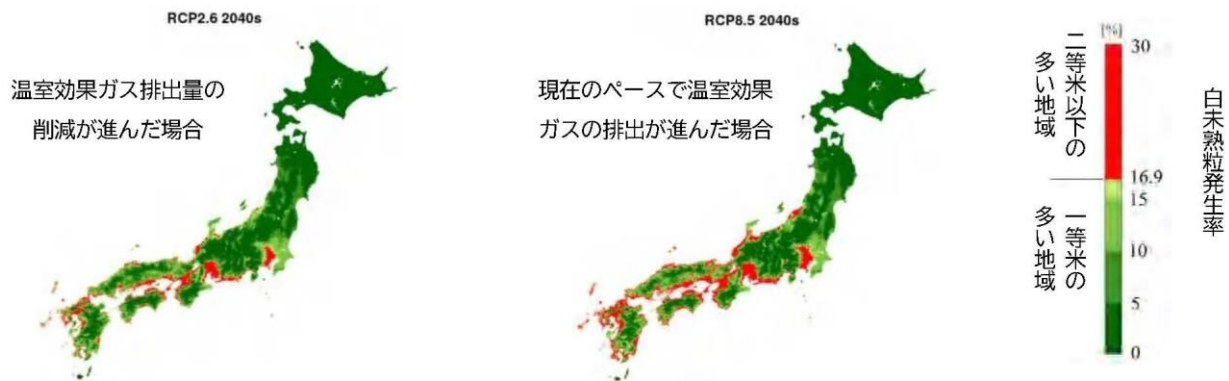 RCP2.6 2040s
温室効果ガス排出量の
削減が進んだ場合
RCP8.5 2040s
現在のペースで温室効果
ガスの排出が進んだ場合
二等米以下の
多い地域
一等米の
多い地域
[%]
30
16.9
15
10
5
0
白未熟粒発生率